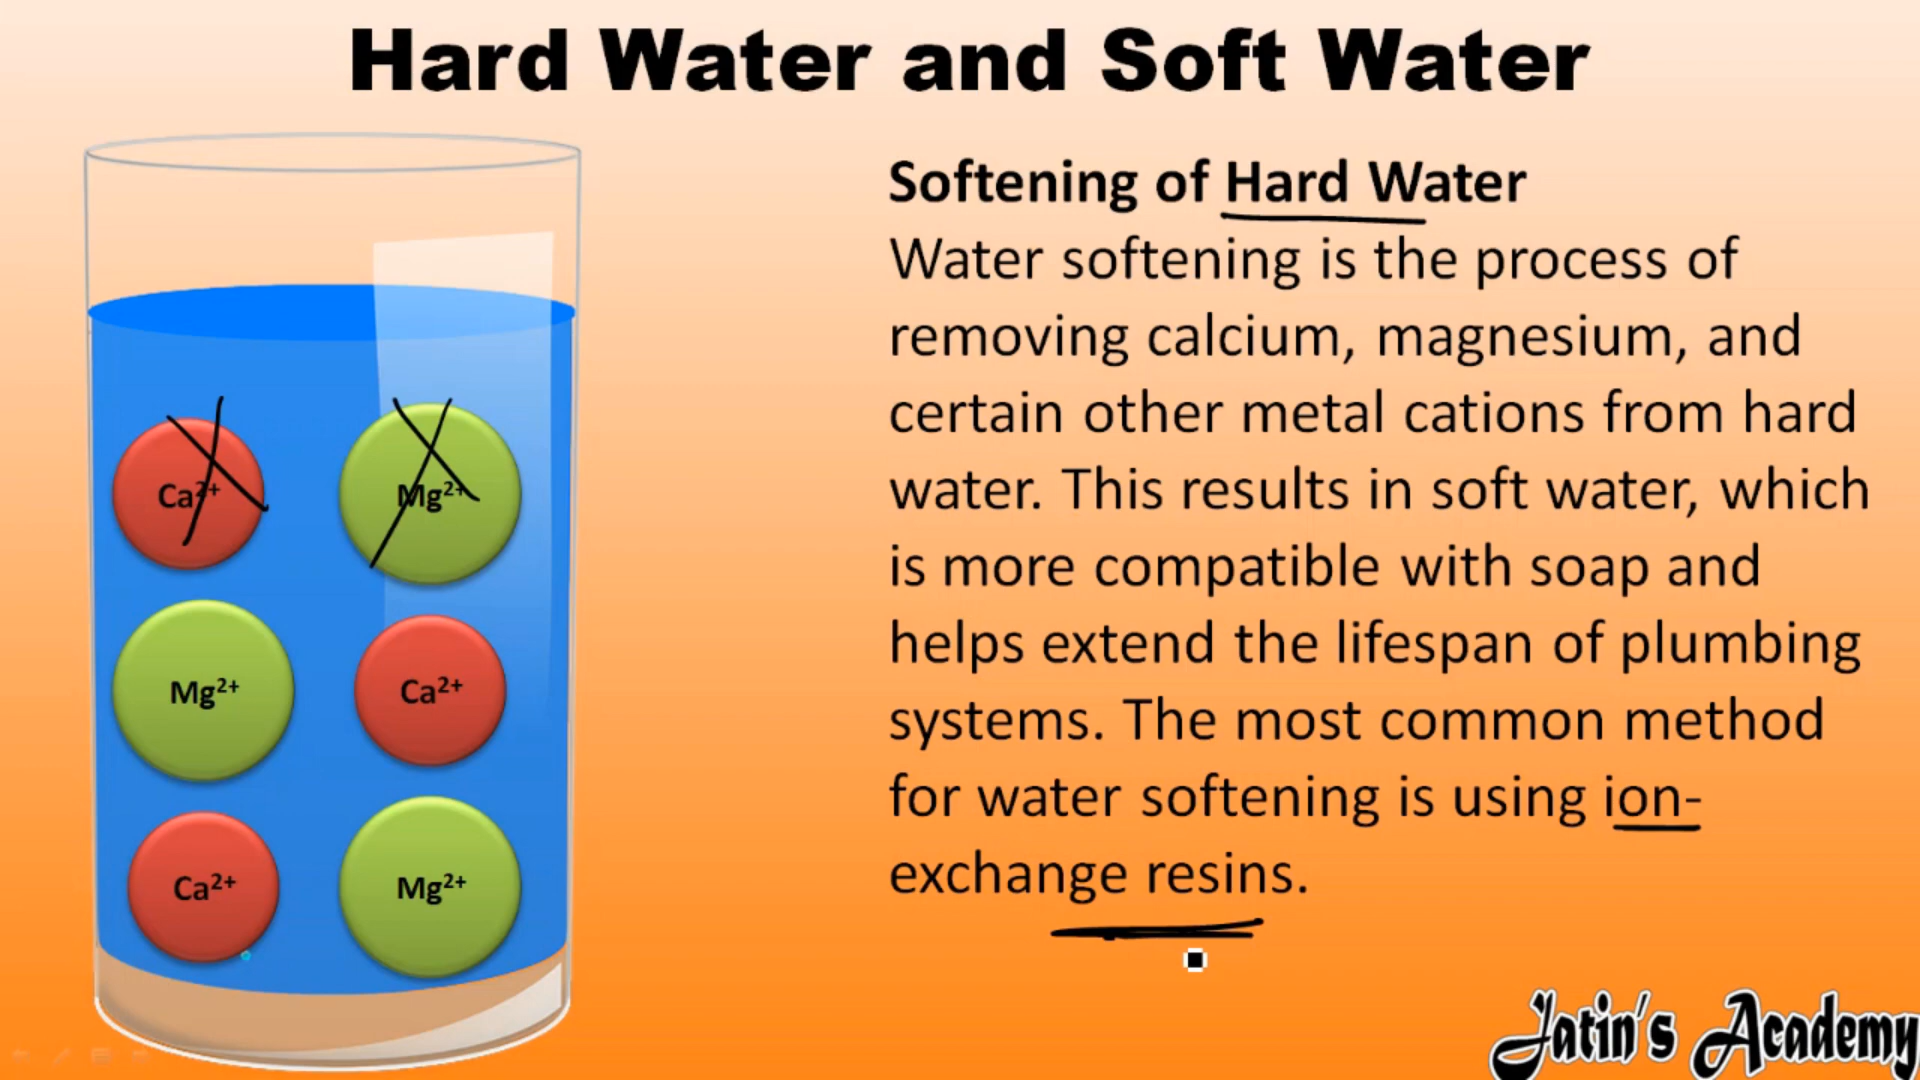 Hard Water and Soft Water
Softening of Hard Water
Water softening is the process of
removing calcium, magnesium, and
certain other metal cations from hard
water. This results in soft water, which
is more compatible with soap and
helps extend the lifespan of plumbing
systems. The most common method
for water softening is using ion-
exchange resins.
Ca²⁺
Mg²⁺
Mg²⁺
Ca²⁺
Ca²⁺
Mg²⁺
Jatin's Academy